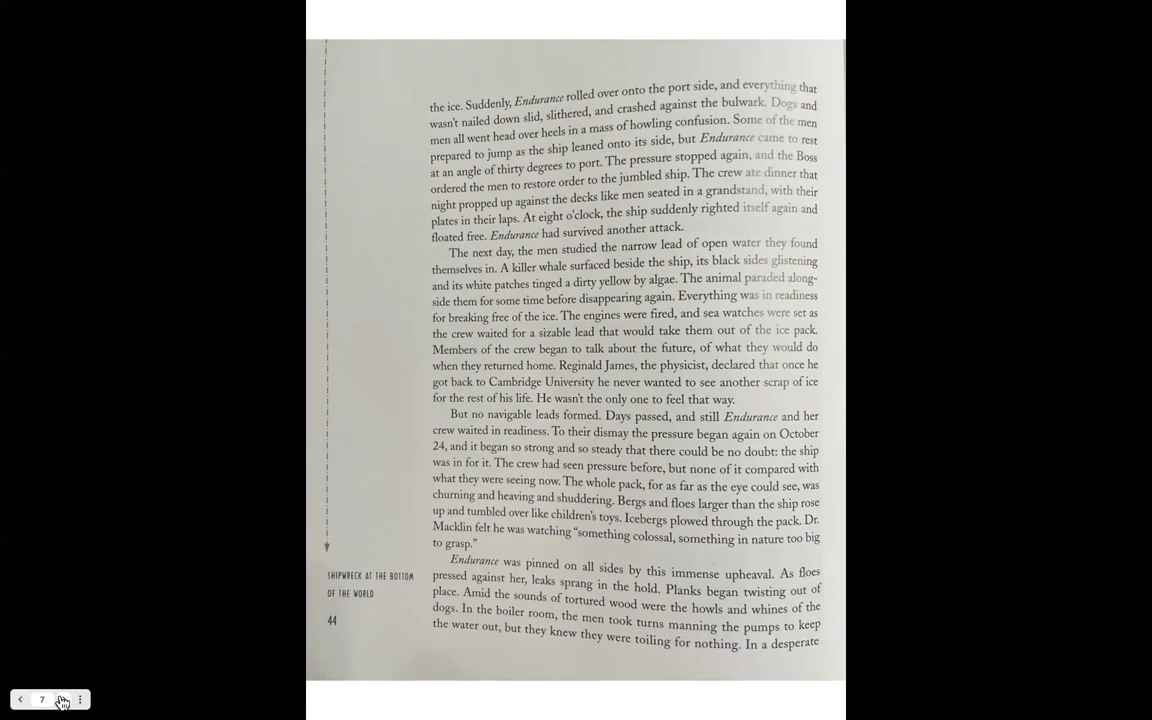 the ice. Suddenly, Endurance rolled over onto the port side, and everything that
wasn't nailed down slid, slithered, and crashed against the bulwark. Dogs and
men all went head over heels in a mass of howling confusion. Some of the men
prepared to jump as the ship leaned onto its side, but Endurance came to rest
at an angle of thirty degrees to port. The pressure stopped again, and the Boss
ordered the men to restore order to the jumbled ship. The crew ate dinner that
night propped up against the decks like men seated in a grandstand, with their
plates in their laps. At eight o'clock, the ship suddenly righted itself again and
floated free. Endurance had survived another attack.
The next day, the men studied the narrow lead of open water they found
themselves in. A killer whale surfaced beside the ship, its black sides glistening
and its white patches tinged a dirty yellow by algae. The animal paraded along-
side them for some time before disappearing again. Everything was in readiness
for breaking free of the ice. The engines were fired, and sea watches were set as
the crew waited for a sizable lead that would take them out of the ice pack.
Members of the crew began to talk about the future, of what they would do
when they returned home. Reginald James, the physicist, declared that once he
got back to Cambridge University he never wanted to see another scrap of ice
for the rest of his life. He wasn't the only one to feel that way.
But no navigable leads formed. Days passed, and still Endurance and her
crew waited in readiness. To their dismay the pressure began again on October
24, and it began so strong and so steady that there could be no doubt: the ship
was in for it. The crew had seen pressure before, but none of it compared with
what they were seeing now. The whole pack, for as far as the eye could see, was
churning and heaving and shuddering. Bergs and floes larger than the ship rose
up and tumbled over like children's toys. Icebergs plowed through the pack. Dr.
Macklin felt he was watching "something colossal, something in nature too big
to grasp."
Endurance was pinned on all sides by this immense upheaval. As floes
pressed against her, leaks sprang in the hold. Planks began twisting out of
place. Amid the sounds of tortured wood were the howls and whines of the
dogs. In the boiler room, the men took turns manning the pumps to keep
the water out, but they knew they were toiling for nothing. In a desperate
SHIPWRECK AT THE BOTTOM
OF THE WORLD
44
7